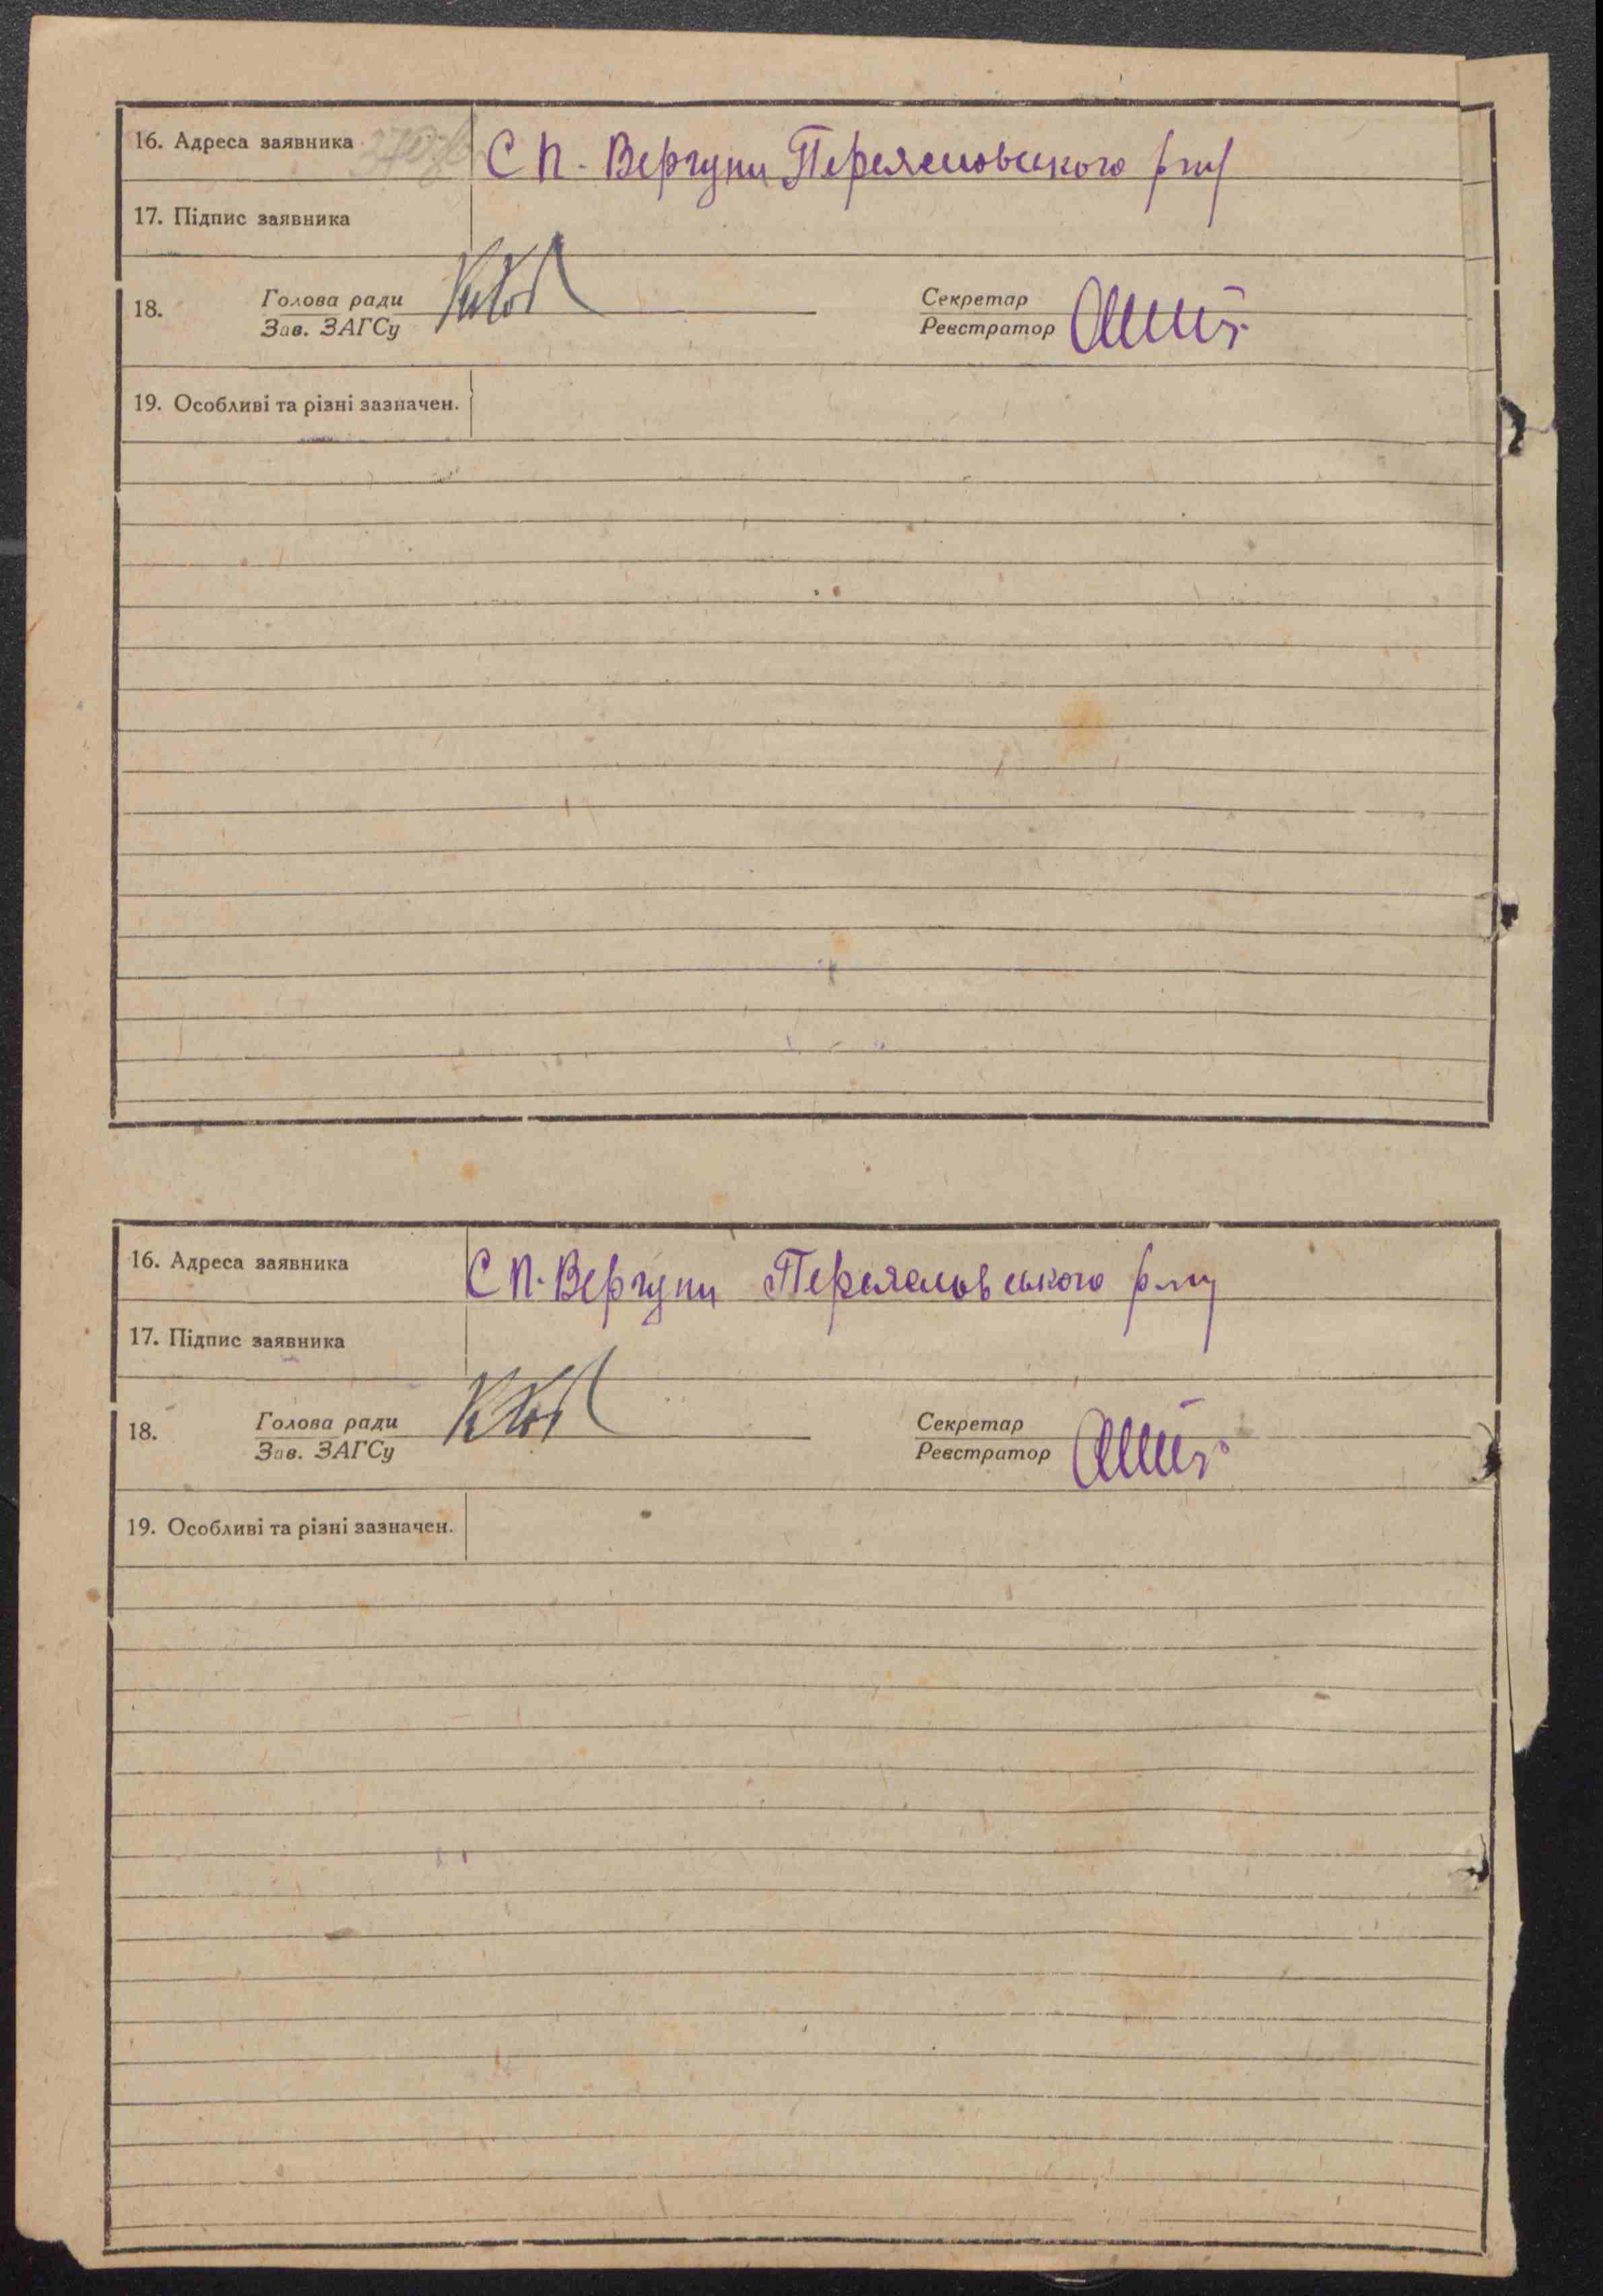 16. Адреса заявника С П-Вергуни Переяславського р-ну
17. Підпис заявника
18. Голова ради Секретар
Зав. ЗАГСу Реєстратор
19. Особливі та різні зазначен.
16. Адреса заявника С П-Вергуни Переяславського р-ну
17. Підпис заявника
18. Голова ради Секретар
Зав. ЗАГСу Реєстратор
19. Особливі та різні зазначен.